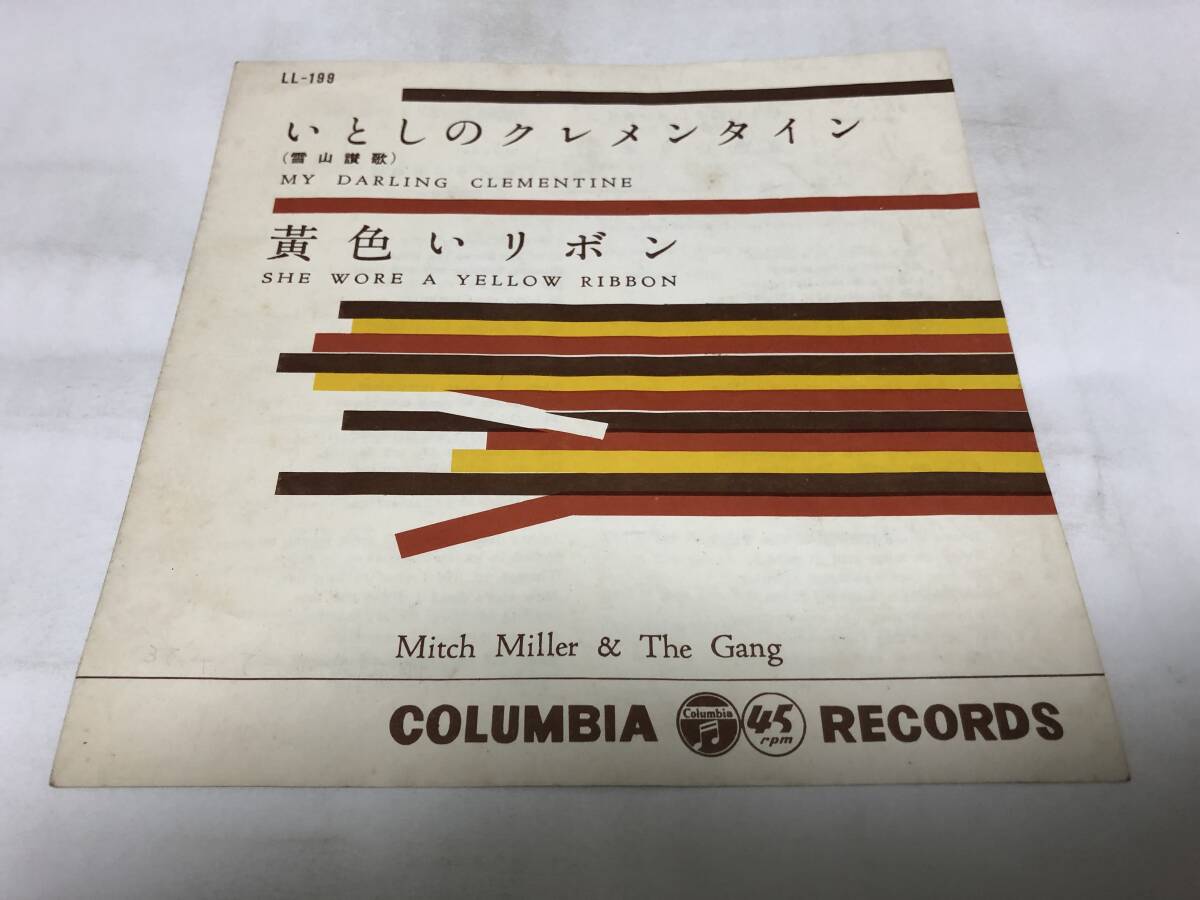 LL-199
いとしのクレメンタイン
(雪山讃歌)
MY DARLING CLEMENTINE
黃色いリボン
SHE WORE A YELLOW RIBBON
Mitch Miller & The Gang
COLUMBIA Columbia 45 rpm RECORDS